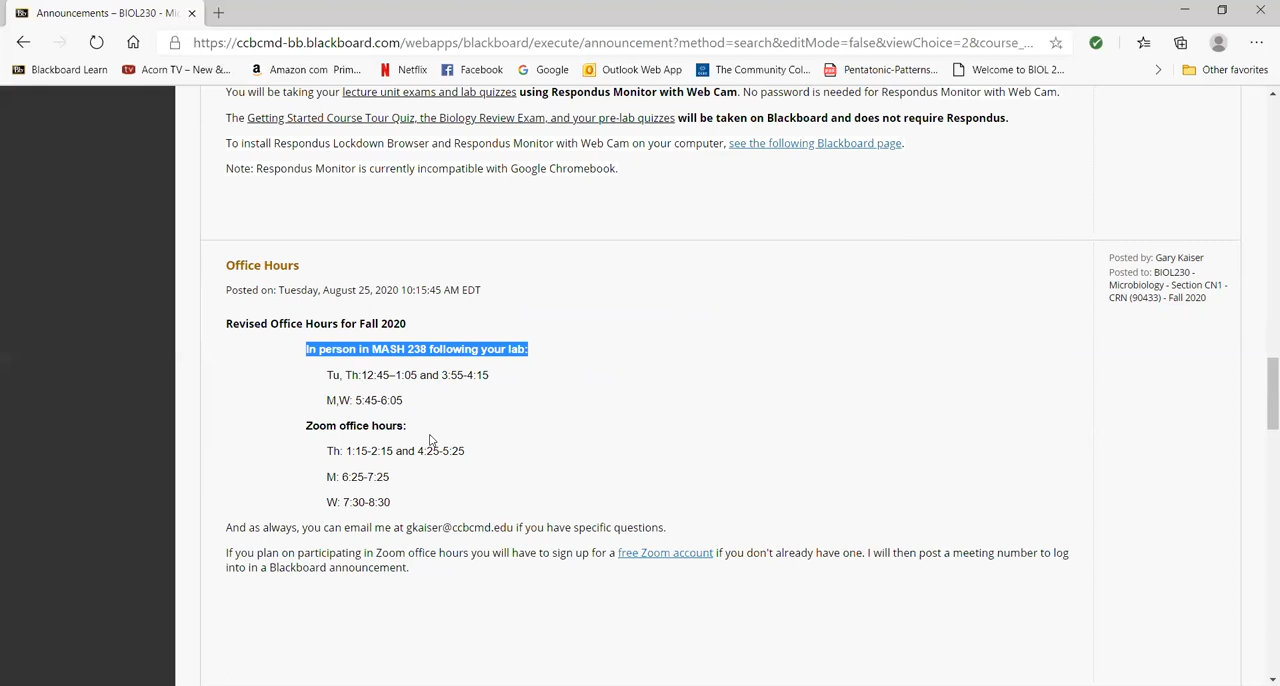 Announcements – BIOL230 - Mic
https://ccbcmd-bb.blackboard.com/webapps/blackboard/execute/announcement?method=search&editMode=false&viewChoice=2&course_...
Blackboard Learn
Acorn TV – New &...
Amazon com Prim...
Netflix
Facebook
Google
Outlook Web App
The Community Col...
Pentatonic-Patterns...
Welcome to BIOL 2...
Other favorites
You will be taking your lecture unit exams and lab quizzes using Respondus Monitor with Web Cam. No password is needed for Respondus Monitor with Web Cam.
The Getting Started Course Tour Quiz, the Biology Review Exam, and your pre-lab quizzes will be taken on Blackboard and does not require Respondus.
To install Respondus Lockdown Browser and Respondus Monitor with Web Cam on your computer, see the following Blackboard page.
Note: Respondus Monitor is currently incompatible with Google Chromebook.
Office Hours
Posted on: Tuesday, August 25, 2020 10:15:45 AM EDT
Posted by: Gary Kaiser
Posted to: BIOL230 -
Microbiology - Section CN1 -
CRN (90433) - Fall 2020
Revised Office Hours for Fall 2020
In person in MASH 238 following your lab:
Tu, Th:12:45–1:05 and 3:55-4:15
M,W: 5:45-6:05
Zoom office hours:
Th: 1:15-2:15 and 4:25-5:25
M: 6:25-7:25
W: 7:30-8:30
And as always, you can email me at gkaiser@ccbcmd.edu if you have specific questions.
If you plan on participating in Zoom office hours you will have to sign up for a free Zoom account if you don't already have one. I will then post a meeting number to log
into in a Blackboard announcement.